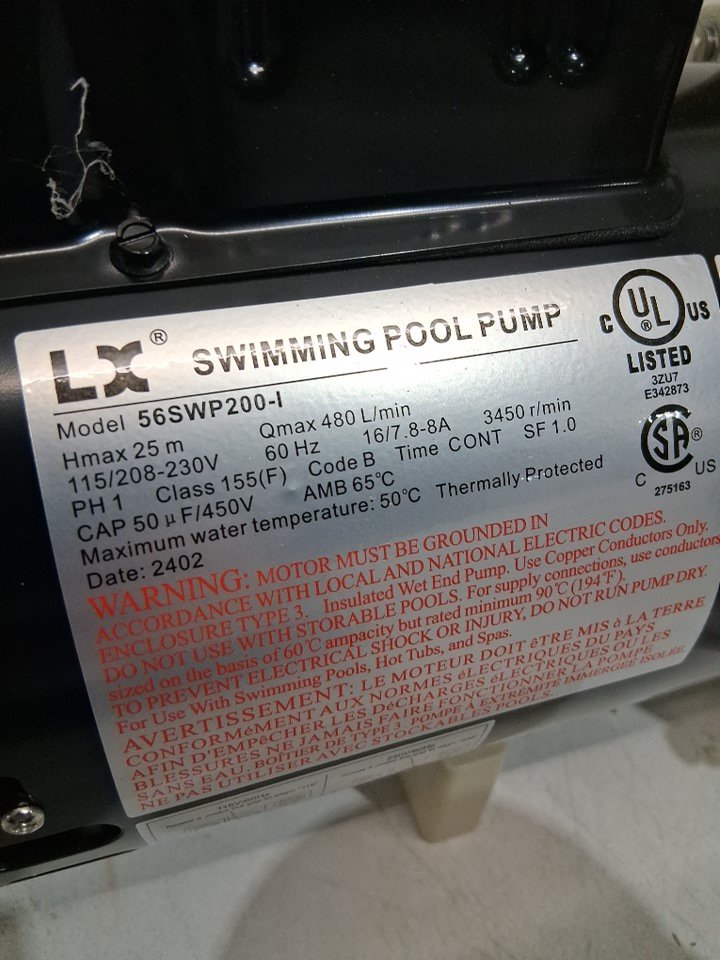 LX ® SWIMMING POOL PUMP
C UL ® US
LISTED
3ZU7
E342873
Model 56SWP200-I
Hmax 25 m Qmax 480 L/min 3450 r/min
115/208-230V 60 Hz 16/7.8-8A SF 1.0
PH 1 Class 155(F) Code B Time CONT
CAP 50 μF/450V AMB 65℃ Thermally Protected
Maximum water temperature: 50℃
Date: 2402
SA ®
C US
275163
WARNING: MOTOR MUST BE GROUNDED IN
ACCORDANCE WITH LOCAL AND NATIONAL ELECTRIC CODES.
ENCLOSURE TYPE 3. Insulated Wet End Pump. Use Copper Conductors Only.
DO NOT USE WITH STORABLE POOLS. For supply connections, use conductors
sized on the basis of 60℃ ampacity but rated minimum 90℃ (194℉).
TO PREVENT ELECTRICAL SHOCK OR INJURY, DO NOT RUN PUMP DRY.
For Use With Swimming Pools, Hot Tubs, and Spas.
AVERTISSEMENT: LE MOTEUR DOIT êTRE MIS à LA TERRE
CONFORMéMENT AUX NORMES éLECTRIQUES DU PAYS
AFIN D'EMPêCHER LES DéCHARGES éLECTRIQUES OU LES
BLESSURES NE JAMAIS FAIRE FONCTIONNER LA POMPE
SANS EAU. BOîTIER DE TYPE 3. POMPE à EXTRéMITé IMMERGéE ISOLéE
NE PAS UTILISER AVEC STOCKABLES POOLS.
115V/60Hz 230V/60Hz